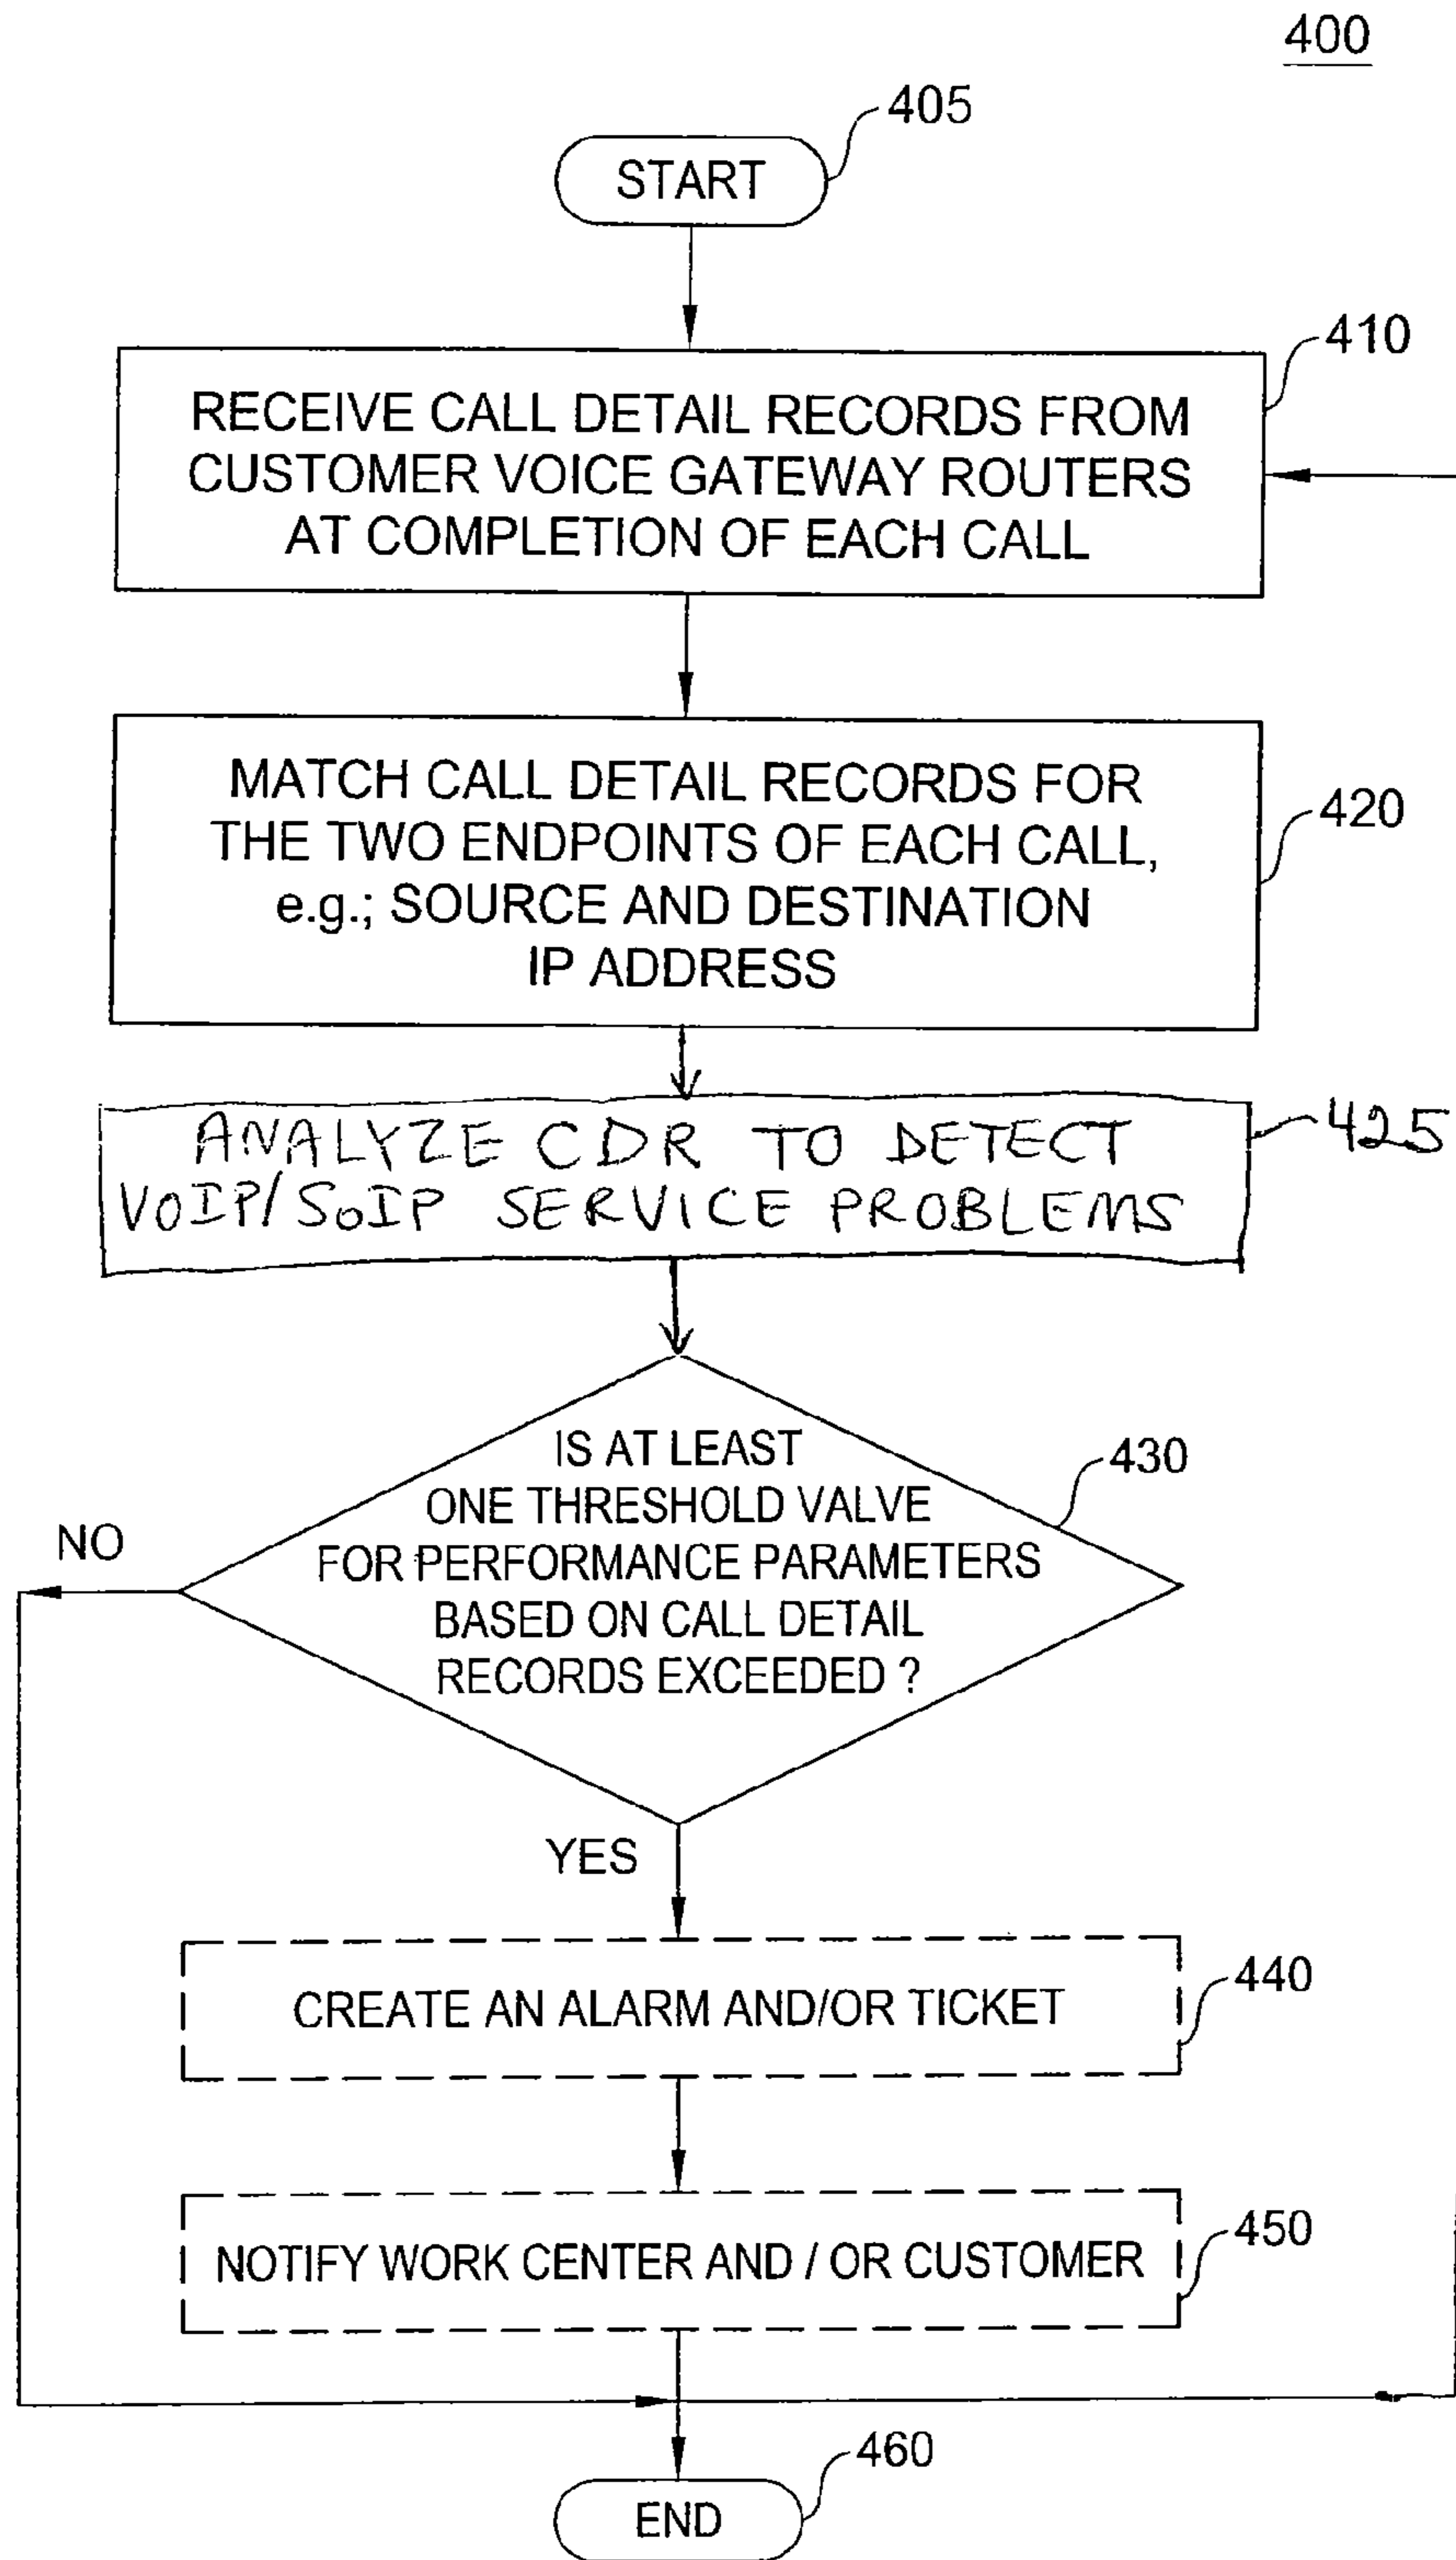 400
START
405
RECEIVE CALL DETAIL RECORDS FROM
CUSTOMER VOICE GATEWAY ROUTERS
AT COMPLETION OF EACH CALL
410
MATCH CALL DETAIL RECORDS FOR
THE TWO ENDPOINTS OF EACH CALL,
e.g.; SOURCE AND DESTINATION
IP ADDRESS
420
ANALYZE CDR TO DETECT
VOIP/SOIP SERVICE PROBLEMS
425
IS AT LEAST
ONE THRESHOLD VALVE
FOR PERFORMANCE PARAMETERS
BASED ON CALL DETAIL
RECORDS EXCEEDED ?
430
NO
YES
CREATE AN ALARM AND/OR TICKET
440
NOTIFY WORK CENTER AND / OR CUSTOMER
450
END
460